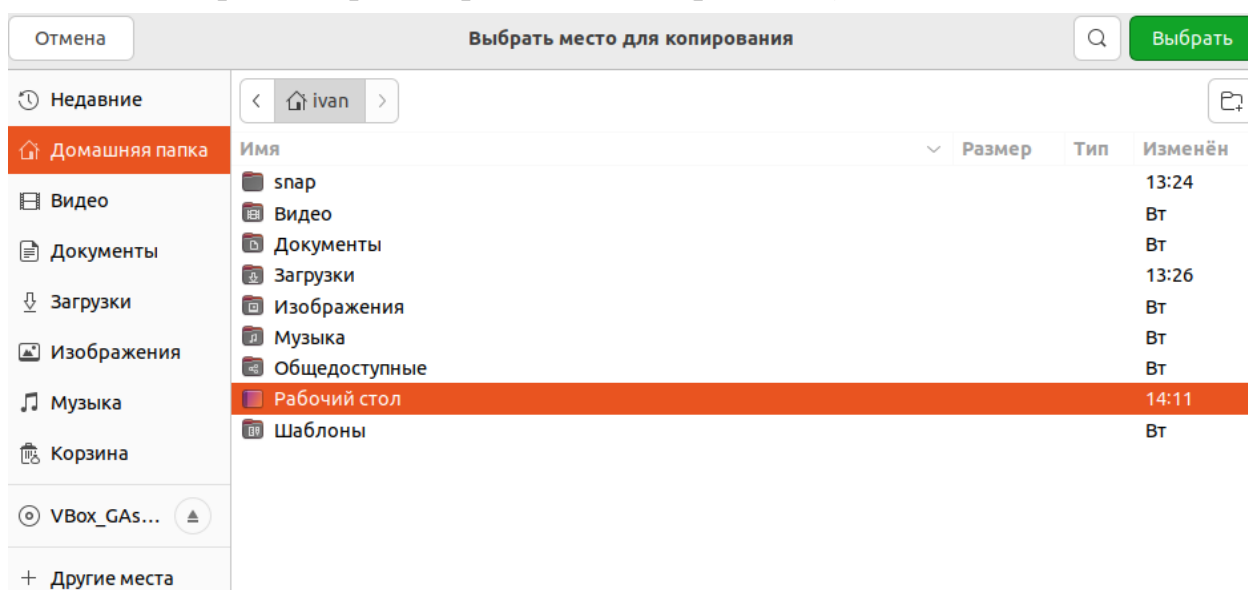 Отмена Выбрать место для копирования Выбрать
Недавние
Домашняя папка
Видео
Документы
Загрузки
Изображения
Музыка
Корзина
VBox_GAs...
Другие места
ivan
Имя Размер Тип Изменён
snap 13:24
Видео Вт
Документы Вт
Загрузки 13:26
Изображения Вт
Музыка Вт
Общедоступные Вт
Рабочий стол 14:11
Шаблоны Вт